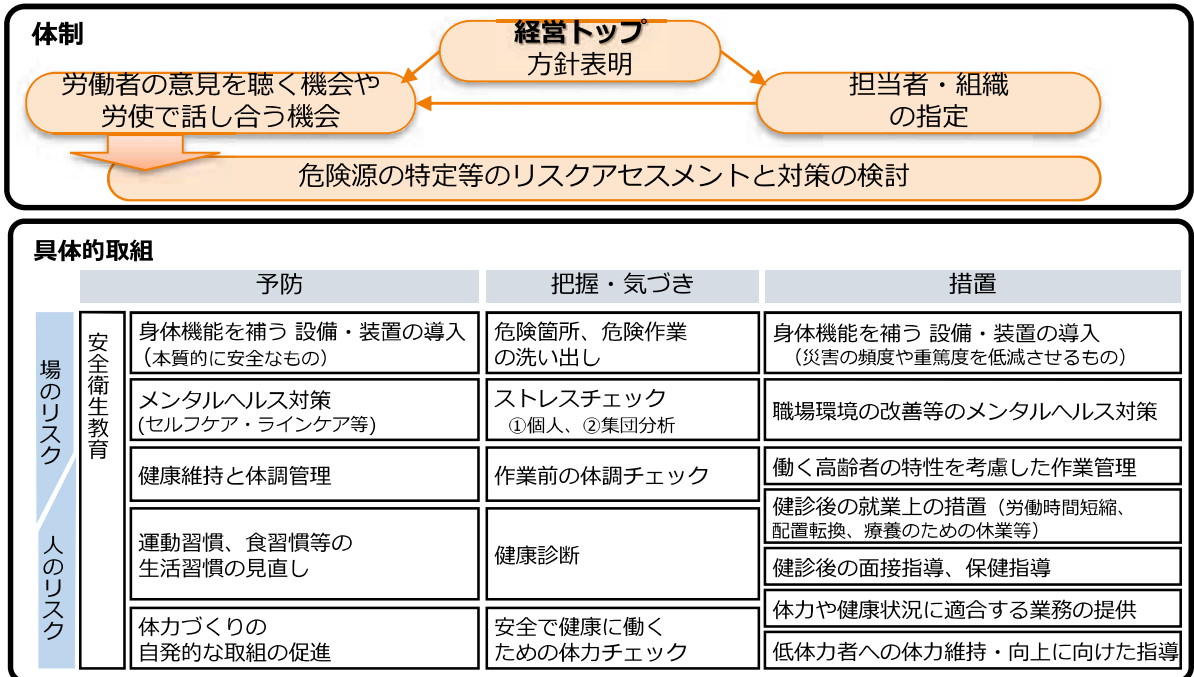 体制
経営トップ
方針表明
労働者の意見を聴く機会や
労使で話し合う機会
担当者・組織
の指定
危険源の特定等のリスクアセスメントと対策の検討
具体的取組
予防
把握・気づき
措置
場のリスク
人のリスク
安全衛生教育
身体機能を補う 設備・装置の導入
（本質的に安全なもの）
危険箇所、危険作業
の洗い出し
身体機能を補う 設備・装置の導入
（災害の頻度や重篤度を低減させるもの）
メンタルヘルス対策
(セルフケア・ラインケア等)
ストレスチェック
①個人、②集団分析
職場環境の改善等のメンタルヘルス対策
健康維持と体調管理
作業前の体調チェック
働く高齢者の特性を考慮した作業管理
運動習慣、食習慣等の
生活習慣の見直し
健康診断
健診後の就業上の措置（労働時間短縮、
配置転換、療養のための休業等）
健診後の面接指導、保健指導
体力づくりの
自発的な取組の促進
安全で健康に働く
ための体力チェック
体力や健康状況に適合する業務の提供
低体力者への体力維持・向上に向けた指導